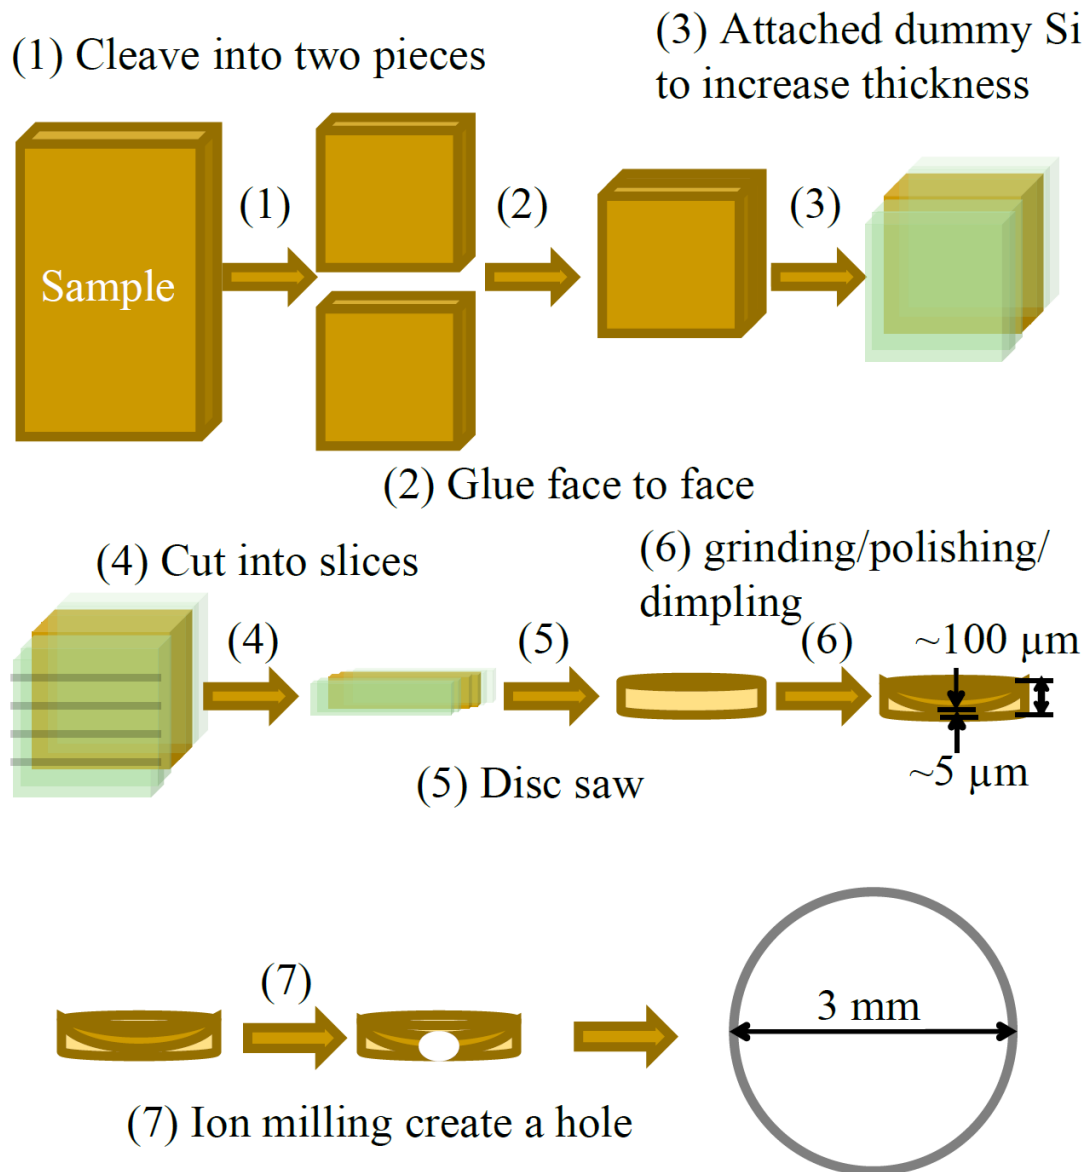 (1) Cleave into two pieces
(3) Attached dummy Si
to increase thickness
(1)
(2)
(3)
Sample
(2) Glue face to face
(4) Cut into slices
(6) grinding/polishing/
dimpling
(4)
(5)
(6)
~100 µm
(5) Disc saw
~5 µm
(7)
3 mm
(7) Ion milling create a hole